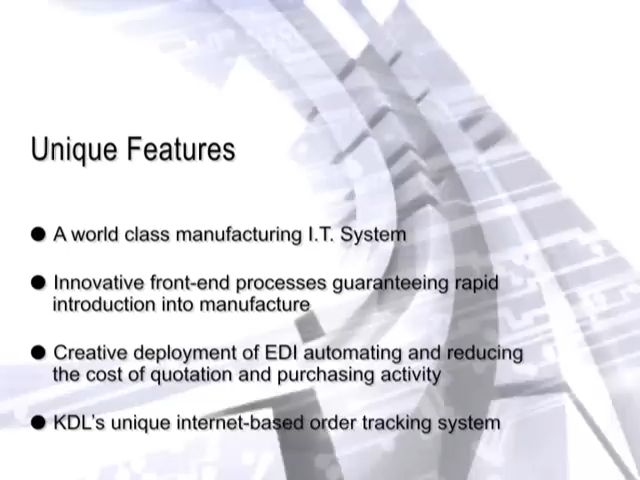 Unique Features
● A world class manufacturing I.T. System
● Innovative front-end processes guaranteeing rapid
introduction into manufacture
● Creative deployment of EDI automating and reducing
the cost of quotation and purchasing activity
● KDL's unique internet-based order tracking system